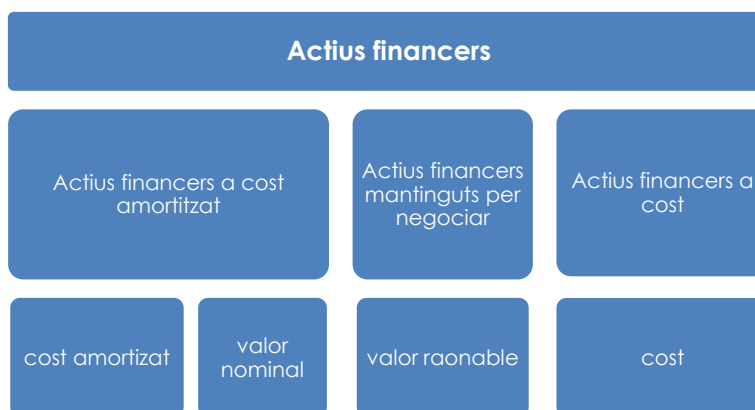 Actius financers
Actius financers a cost
amortitzat
Actius financers
mantinguts per
negociar
Actius financers a
cost
cost amortizat
valor
nominal
valor raonable
cost